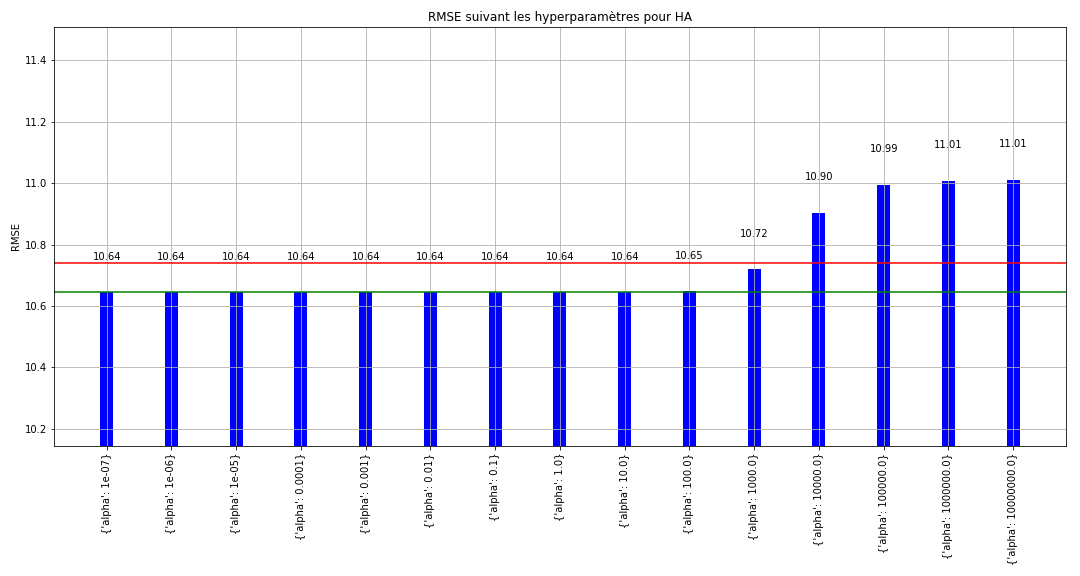 RMSE suivant les hyperparamètres pour HA
RMSE
11.4
11.2
11.0
10.8
10.6
10.4
10.2
10.64
10.64
10.64
10.64
10.64
10.64
10.64
10.64
10.64
10.65
10.72
10.90
10.99
11.01
11.01
{'alpha': 1e-07}
{'alpha': 1e-06}
{'alpha': 1e-05}
{'alpha': 0.0001}
{'alpha': 0.001}
{'alpha': 0.01}
{'alpha': 0.1}
{'alpha': 1.0}
{'alpha': 10.0}
{'alpha': 100.0}
{'alpha': 1000.0}
{'alpha': 10000.0}
{'alpha': 100000.0}
{'alpha': 1000000.0}
{'alpha': 10000000.0}